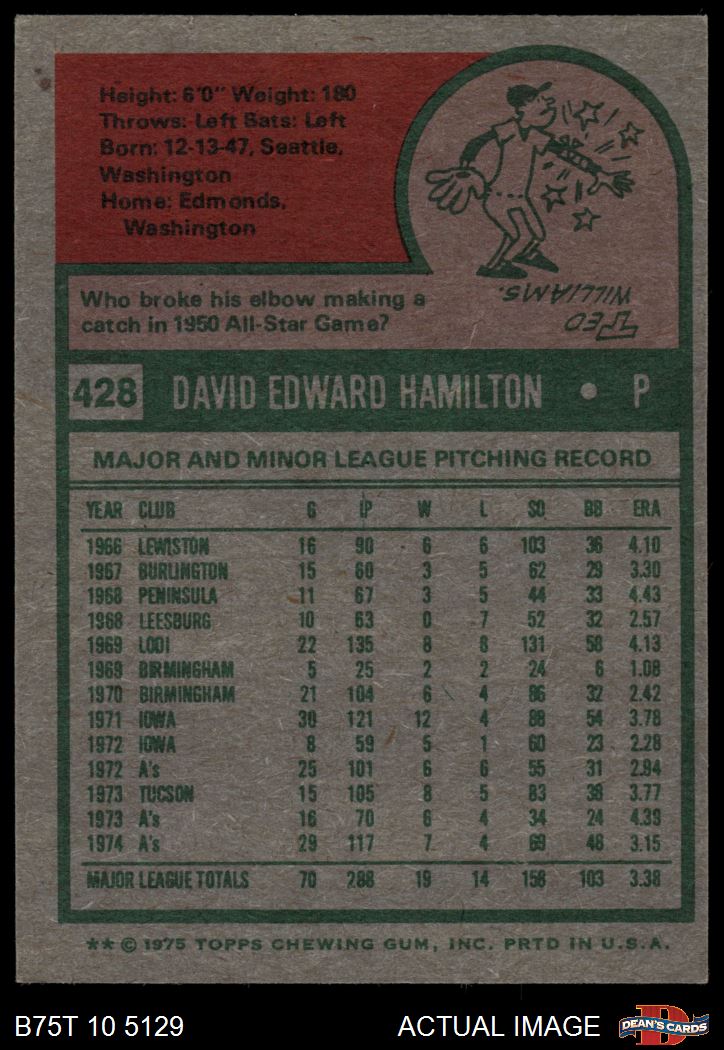 Height: 6'0" Weight: 180
Throws: Left Bats: Left
Born: 12-13-47, Seattle,
Washington
Home: Edmonds,
Washington
Who broke his elbow making a
catch in 1950 All-Star Game?
TED
WILLIAMS.
428 DAVID EDWARD HAMILTON • P
MAJOR AND MINOR LEAGUE PITCHING RECORD
YEAR CLUB G IP W L SO BB ERA
1966 LEWISTON 16 90 6 6 103 36 4.10
1967 BURLINGTON 15 60 3 5 62 29 3.30
1968 PENINSULA 11 67 3 5 44 33 4.43
1968 LEESBURG 10 63 0 7 52 32 2.57
1969 LODI 22 135 8 8 131 58 4.13
1969 BIRMINGHAM 5 25 2 2 24 6 1.08
1970 BIRMINGHAM 21 104 6 4 86 32 2.42
1971 IOWA 30 121 12 4 88 54 3.78
1972 IOWA 8 59 5 1 60 23 2.28
1972 A's 25 101 6 6 55 31 2.94
1973 TUCSON 15 105 8 5 83 38 3.77
1973 A's 16 70 6 4 34 24 4.39
1974 A's 29 117 7 4 69 48 3.15
MAJOR LEAGUE TOTALS 70 288 19 14 158 103 3.38
** © 1975 TOPPS CHEWING GUM, INC. PRTD IN U.S.A.
B75T 10 5129 ACTUAL IMAGE DEAN'S CARDS